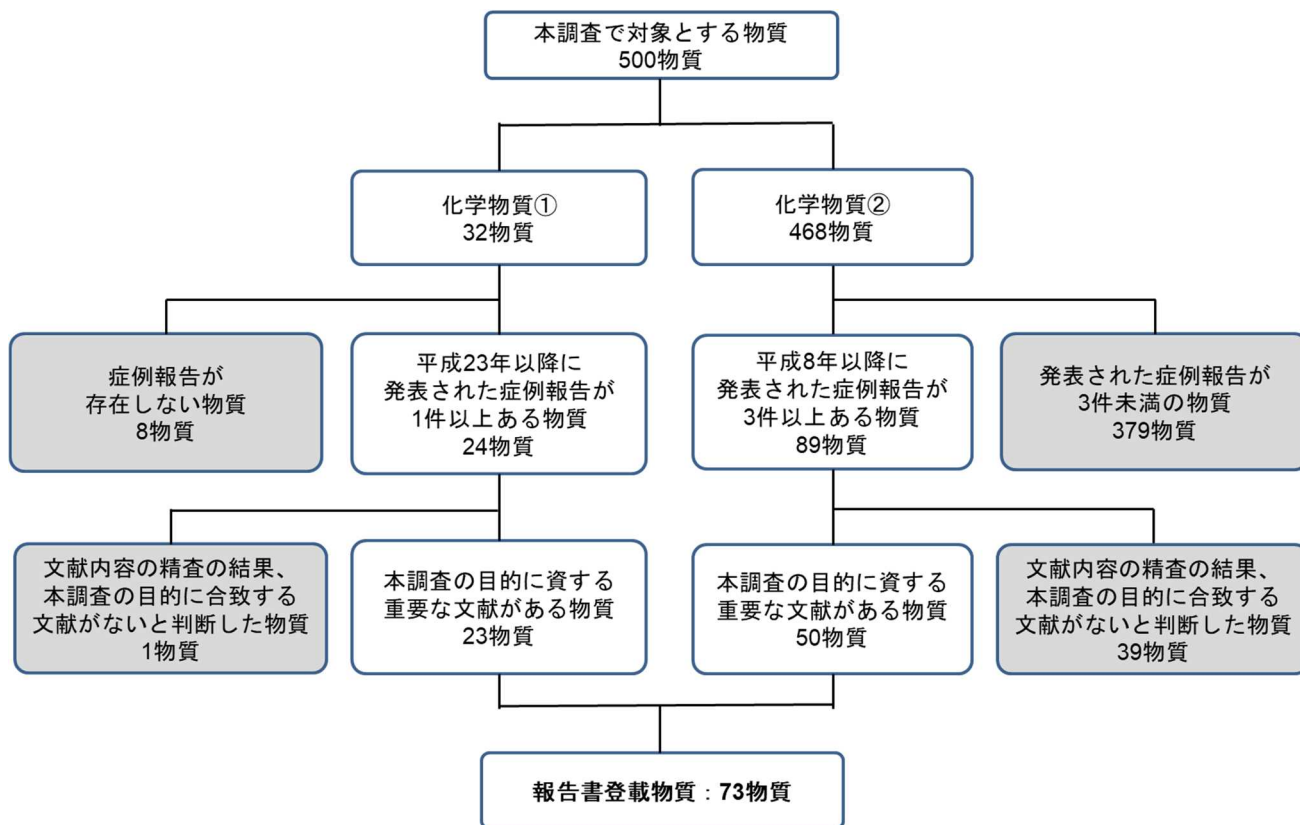 本調査で対象とする物質
500物質
化学物質①
32物質
化学物質②
468物質
症例報告が
存在しない物質
8物質
平成23年以降に
発表された症例報告が
1件以上ある物質
24物質
平成8年以降に
発表された症例報告が
3件以上ある物質
89物質
発表された症例報告が
3件未満の物質
379物質
文献内容の精査の結果、
本調査の目的に合致する
文献がないと判断した物質
1物質
本調査の目的に資する
重要な文献がある物質
23物質
本調査の目的に資する
重要な文献がある物質
50物質
文献内容の精査の結果、
本調査の目的に合致する
文献がないと判断した物質
39物質
報告書登載物質：73物質